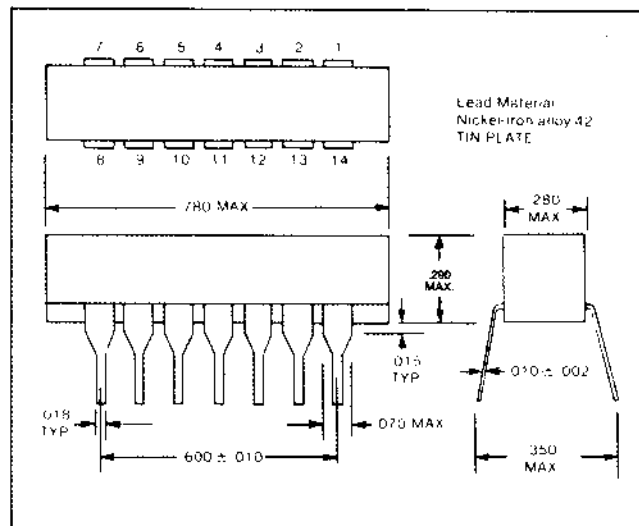 7 6 5 4 3 2 1
Lead Material
Nickel-iron alloy 42
TIN PLATE
8 9 10 11 12 13 14
.780 MAX
.280
MAX
.290
MAX.
.015
TYP
.010 ± .002
.018
TYP
.070 MAX
.600 ± .010
.350
MAX